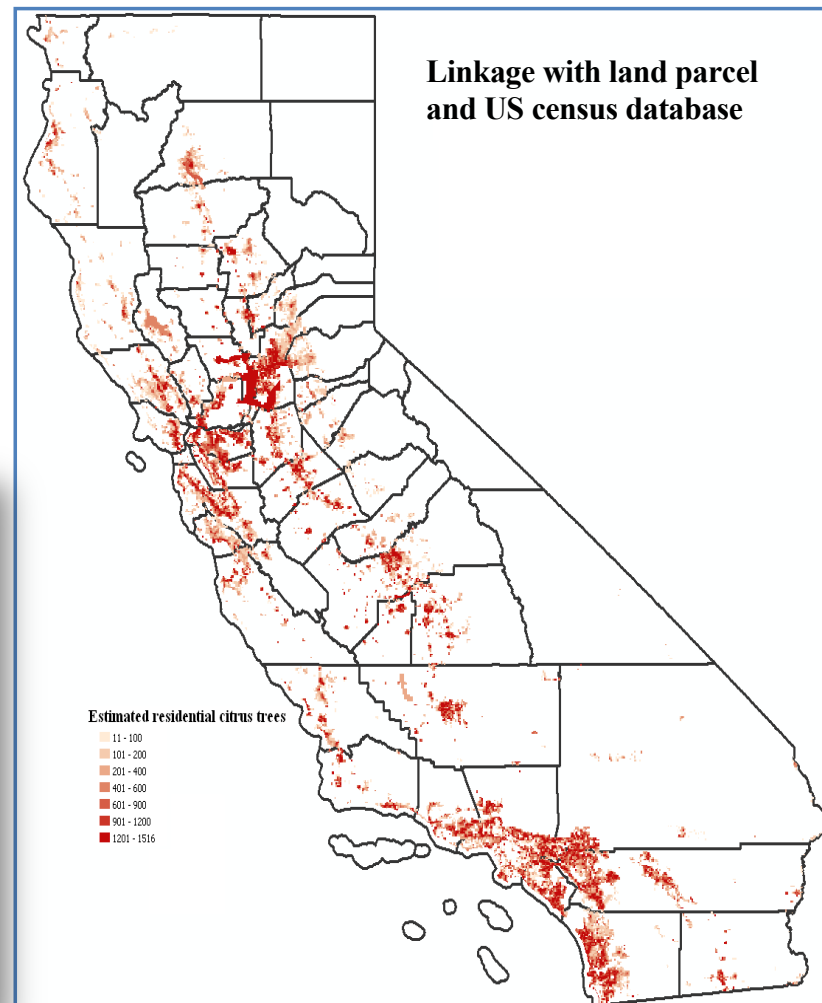 Linkage with land parcel
and US census database
Estimated residential citrus trees
11 - 100
101 - 200
201 - 400
401 - 600
601 - 900
901 - 1200
1201 - 1516